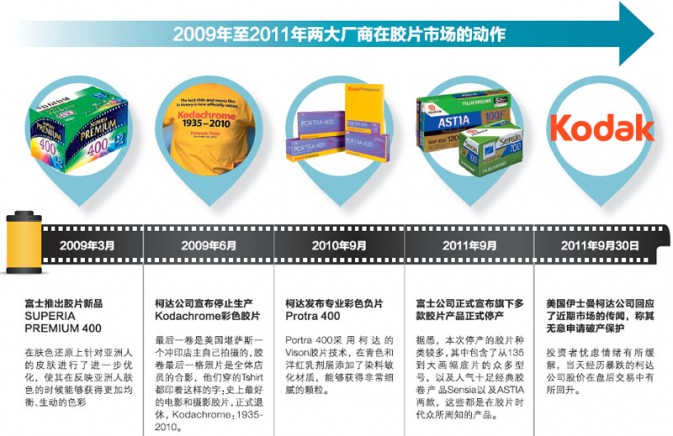 2009年至2011年两大厂商在胶片市场的动作
SUPERIA
PREMIUM
400
The best slide and movie film
in history is now officially retired.
Kodachrome
1935-2010
PORTRA 400
PORTRA 400
ASTIA
100F
FUJICHROME
Sensia
200
Kodak
2009年3月
2009年6月
2010年9月
2011年9月
2011年9月30日
富士推出胶片新品
SUPERIA
PREMIUM 400
在肤色还原上针对亚洲人
的皮肤进行了进一步优
化，使其在反映亚洲人肤
色的时候能够获得更加均
衡、生动的色彩
柯达公司宣布停止生产
Kodachrome彩色胶片
最后一卷是美国堪萨斯一
个冲印店主自己拍摄的，胶
卷最后一格照片是全体店
员的合影，他们穿的Tshirt
都印着这样的字：史上最好
的电影和摄影胶片，正式退
休，Kodachrome：1935-
2010。
柯达发布专业彩色负片
Protra 400
Portra 400采用柯达的
Vison胶片技术，在青色和
洋红乳剂层添加了染料敏
化材质，能够获得非常细
腻的颗粒。
富士公司正式宣布旗下多
款胶片产品正式停产
据悉，本次停产的胶片种
类较多，其中包含了从135
到大画幅底片的众多型
号，以及人气十足经典胶
卷产品Sensia以及ASTIA
两款，这些都是在胶片时
代众所周知的产品。
美国伊士曼柯达公司回应
了近期市场的传闻，称其
无意申请破产保护
投资者忧虑情绪有所缓
解，当天经历暴跌的柯达
公司股价在盘后交易中有
所回升。